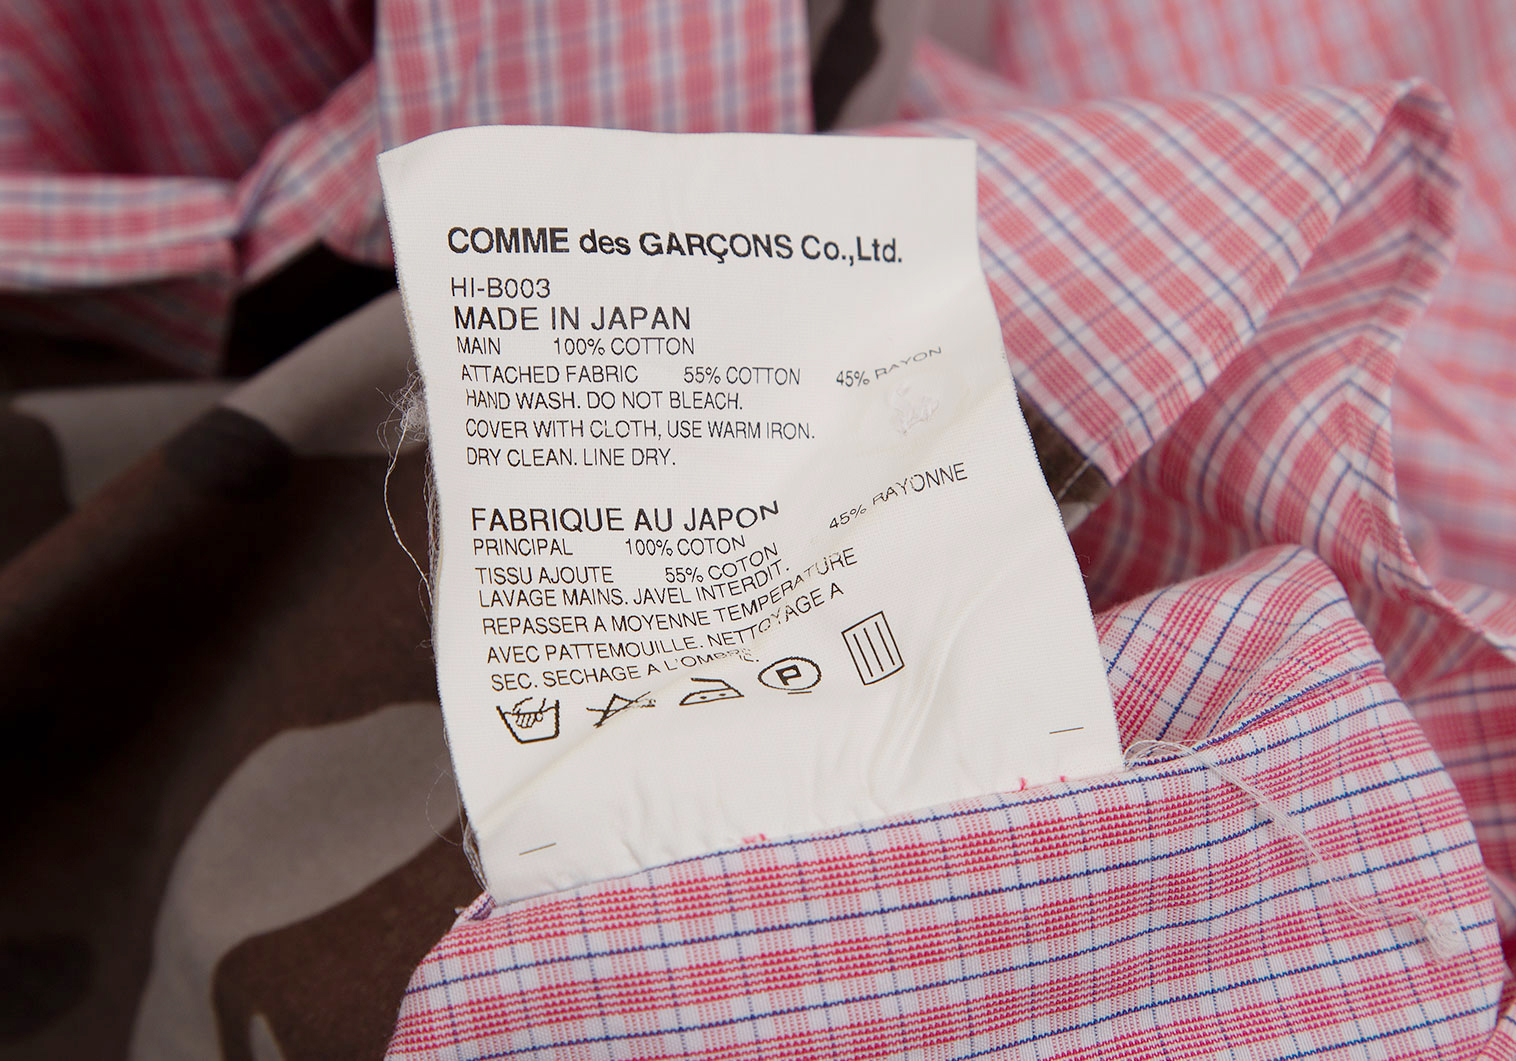 COMME des GARÇONS Co.,Ltd.
HI-B003
MADE IN JAPAN
MAIN 100% COTTON
ATTACHED FABRIC 55% COTTON 45% RAYON
HAND WASH. DO NOT BLEACH.
COVER WITH CLOTH, USE WARM IRON.
DRY CLEAN. LINE DRY.
FABRIQUE AU JAPON
PRINCIPAL 100% COTON
TISSU AJOUTE 55% COTON 45% RAYONNE
LAVAGE MAINS. JAVEL INTERDIT.
REPASSER A MOYENNE TEMPERATURE
AVEC PATTEMOUILLE. NETTOYAGE A
SEC. SECHAGE A L'OMBRE.
P